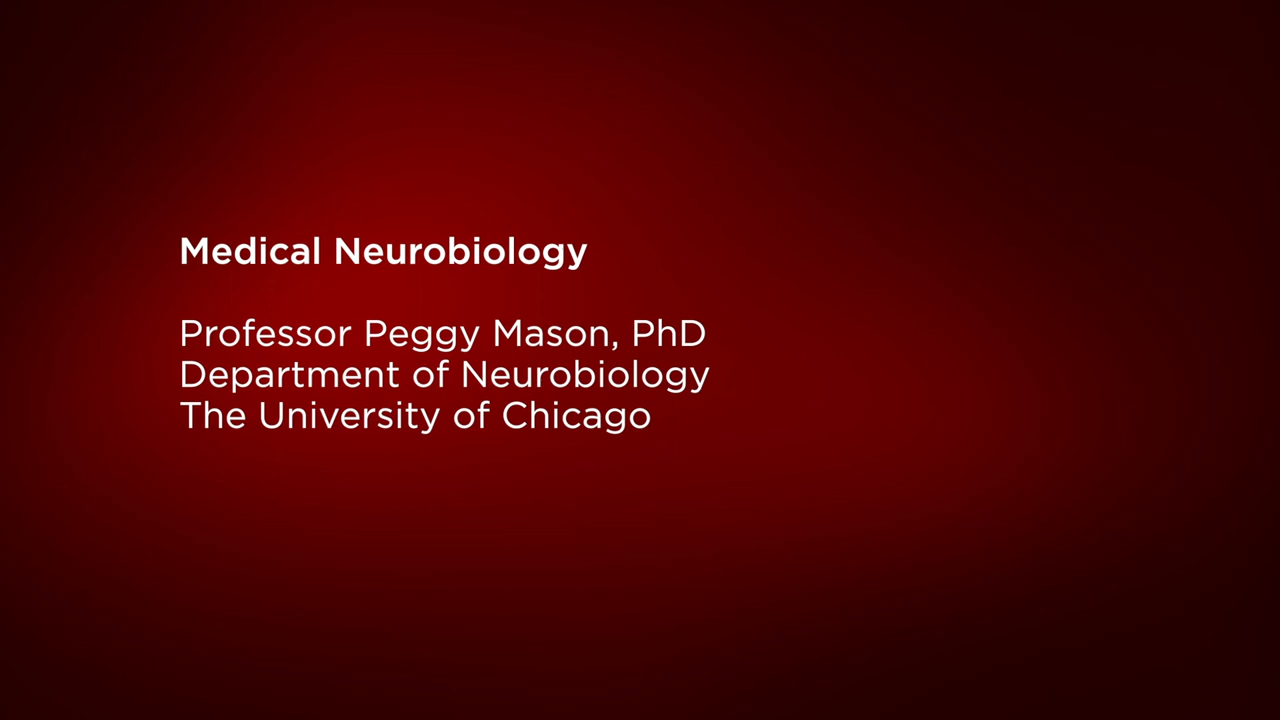 Medical Neurobiology
Professor Peggy Mason, PhD
Department of Neurobiology
The University of Chicago